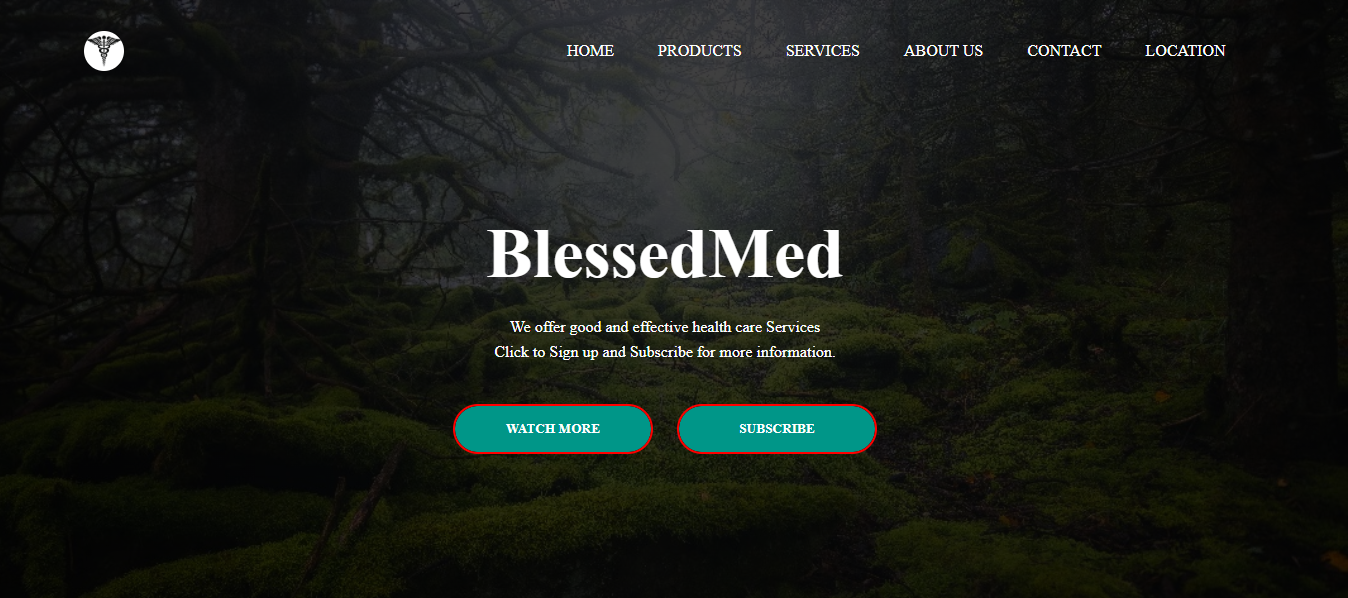 HOME PRODUCTS SERVICES ABOUT US CONTACT LOCATION
BlessedMed
We offer good and effective health care Services
Click to Sign up and Subscribe for more information.
WATCH MORE SUBSCRIBE